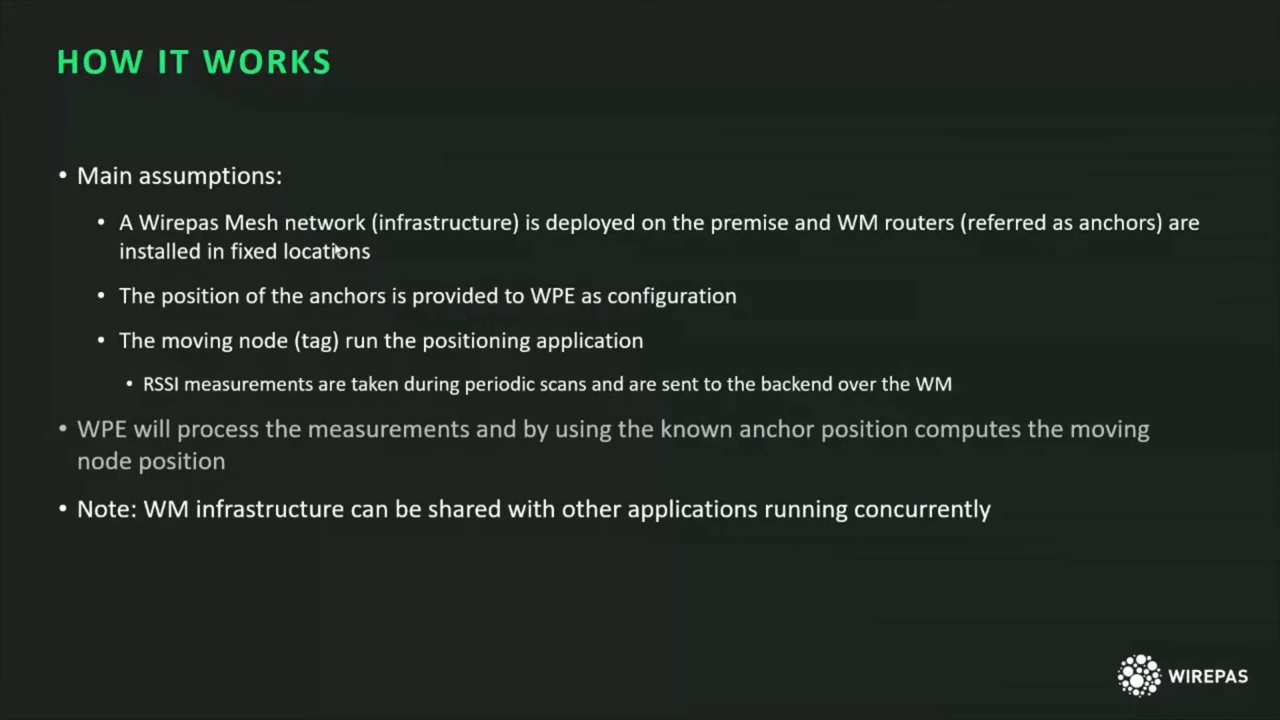 HOW IT WORKS
• Main assumptions:
• A Wirepas Mesh network (infrastructure) is deployed on the premise and WM routers (referred as anchors) are
installed in fixed locations
• The position of the anchors is provided to WPE as configuration
• The moving node (tag) run the positioning application
• RSSI measurements are taken during periodic scans and are sent to the backend over the WM
• WPE will process the measurements and by using the known anchor position computes the moving
node position
• Note: WM infrastructure can be shared with other applications running concurrently
WIREPAS